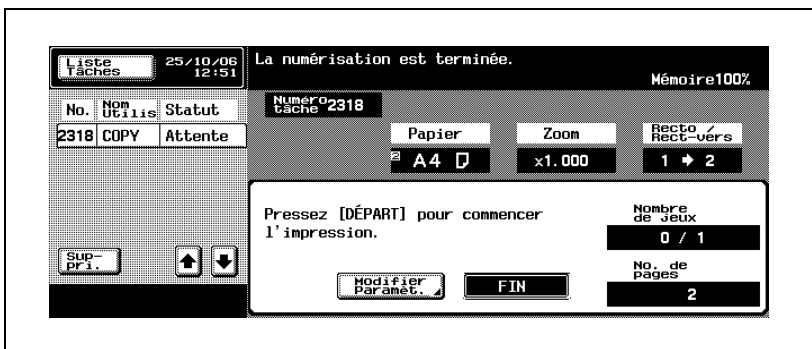 Liste
Tâches
25/10/06
12:51
La numérisation est terminée.
Mémoire100%
No. Nom Utilis Statut
2318 COPY Attente
Numéro
tâche 2318
Papier
Zoom
Recto /
Rect-vers
2 A4
x1.000
1 → 2
Pressez [DÉPART] pour commencer
l'impression.
Nombre
de jeux
0 / 1
No. de
pages
2
Sup-
pri.
Modifier
Paramèt.
FIN